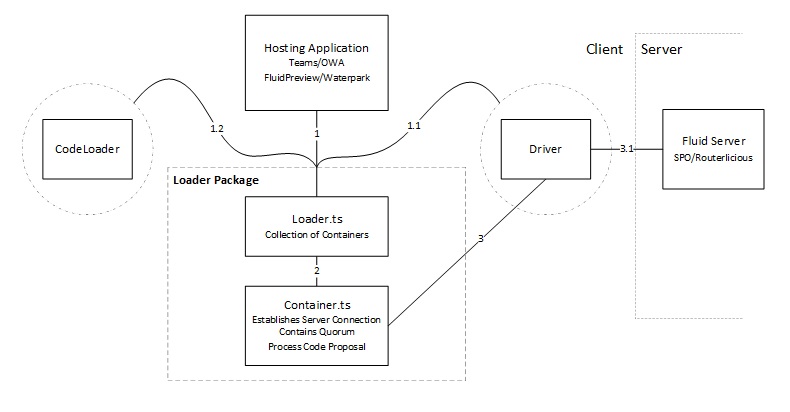 Hosting Application
Teams/OWA
FluidPreview/Waterpark
Client
Server
1.2
1
1.1
CodeLoader
Driver
3.1
Fluid Server
SPO/Routerlicious
Loader Package
Loader.ts
Collection of Containers
2
3
Container.ts
Establishes Server Connection
Contains Quorum
Process Code Proposal